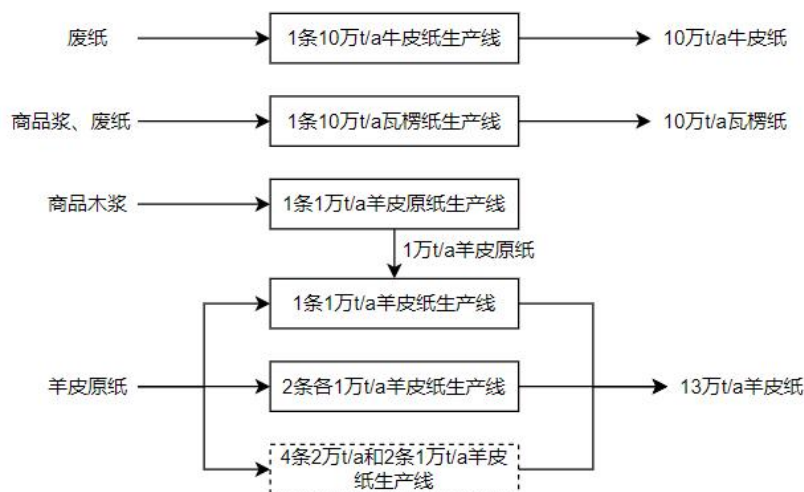 废纸
1条10万t/a牛皮纸生产线
10万t/a牛皮纸
商品浆、废纸
1条10万t/a瓦楞纸生产线
10万t/a瓦楞纸
商品木浆
1条1万t/a羊皮原纸生产线
1万t/a羊皮原纸
1条1万t/a羊皮纸生产线
羊皮原纸
2条各1万t/a羊皮纸生产线
13万t/a羊皮纸
4条2万t/a和2条1万t/a羊皮
纸生产线